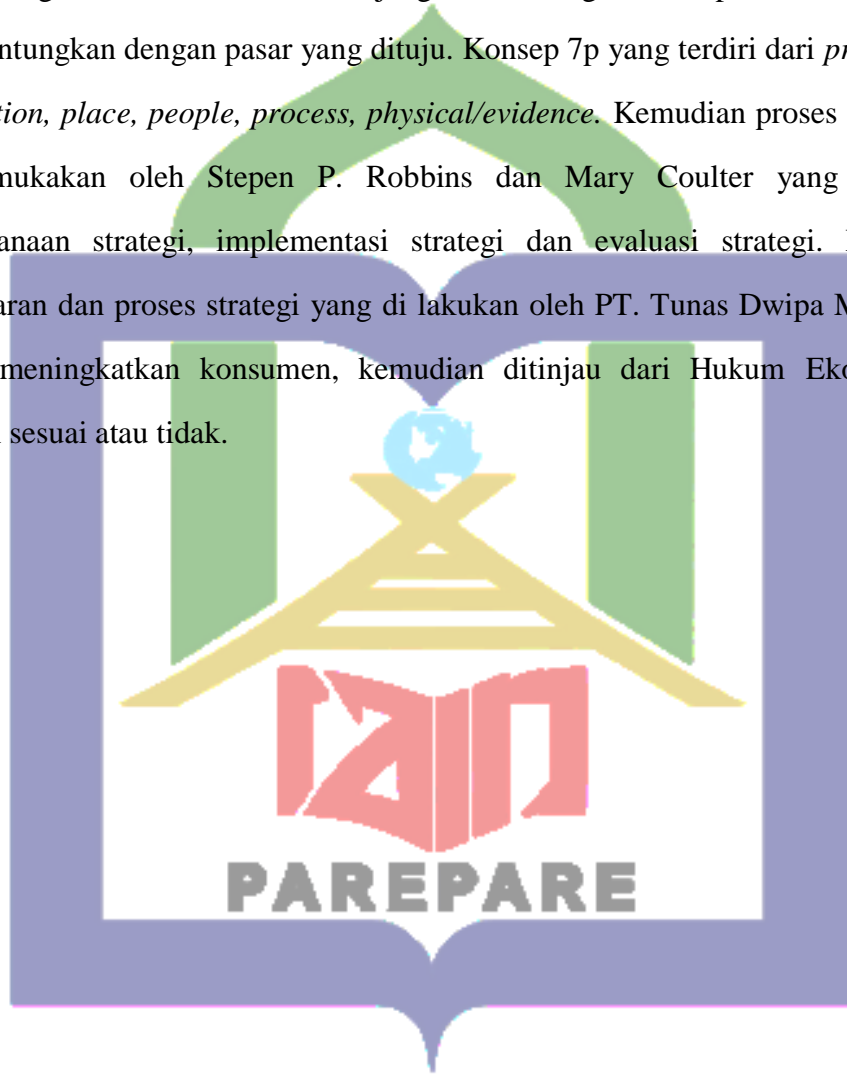 ntungkan dengan pasar yang dituju. Konsep 7p yang terdiri dari pr
tion, place, people, process, physical/evidence. Kemudian proses
mukakan oleh Stepen P. Robbins dan Mary Coulter yang
anaan strategi, implementasi strategi dan evaluasi strategi.
aran dan proses strategi yang di lakukan oleh PT. Tunas Dwipa M
meningkatkan konsumen, kemudian ditinjau dari Hukum Eko
sesuai atau tidak.
iain
PAREPARE